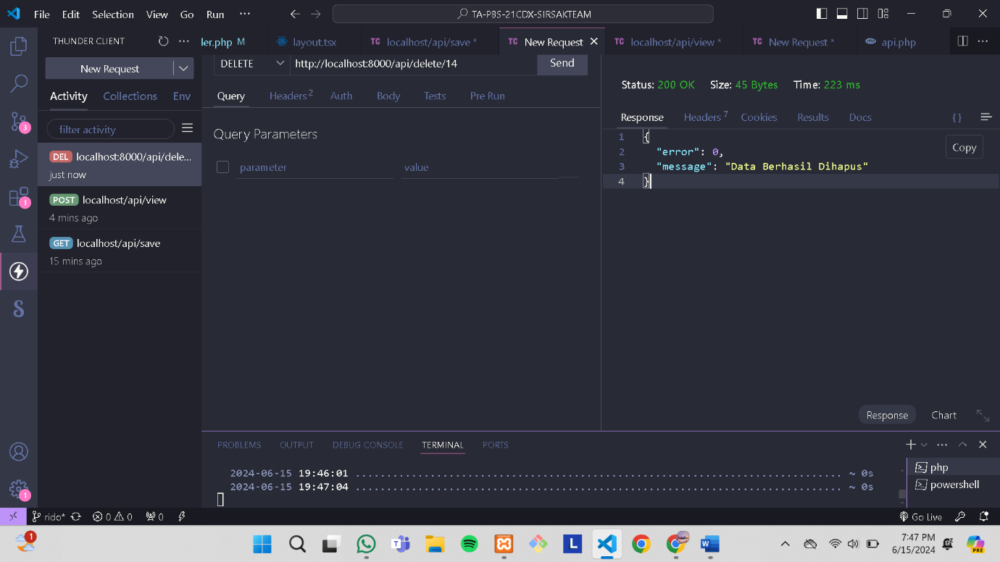 File Edit Selection View Go Run ··· TA-PBS-21CDX-SIRSAKTEAM
THUNDER CLIENT ···
ler.php M layout.tsx TC localhost/api/save * TC New Request TC localhost/api/view * TC New Request * php api.php ···
New Request
Activity Collections Env
filter activity
DEL localhost:8000/api/dele...
just now
POST localhost/api/view
4 mins ago
GET localhost/api/save
15 mins ago
3
1
1
DELETE http://localhost:8000/api/delete/14 Send
Query Headers 2 Auth Body Tests Pre Run
Query Parameters
parameter value
Status: 200 OK Size: 45 Bytes Time: 223 ms
Response Headers 7 Cookies Results Docs {}
Copy
1 {
2 "error": 0,
3 "message": "Data Berhasil Dihapus"
4 }
Response Chart
PROBLEMS OUTPUT DEBUG CONSOLE TERMINAL PORTS ···
2024-06-15 19:46:01 ................................................................................ ~ 0s
2024-06-15 19:47:04 ................................................................................ ~ 0s
php
powershell
rido* 0 0 0 Go Live
1 L PRE
7:47 PM
6/15/2024